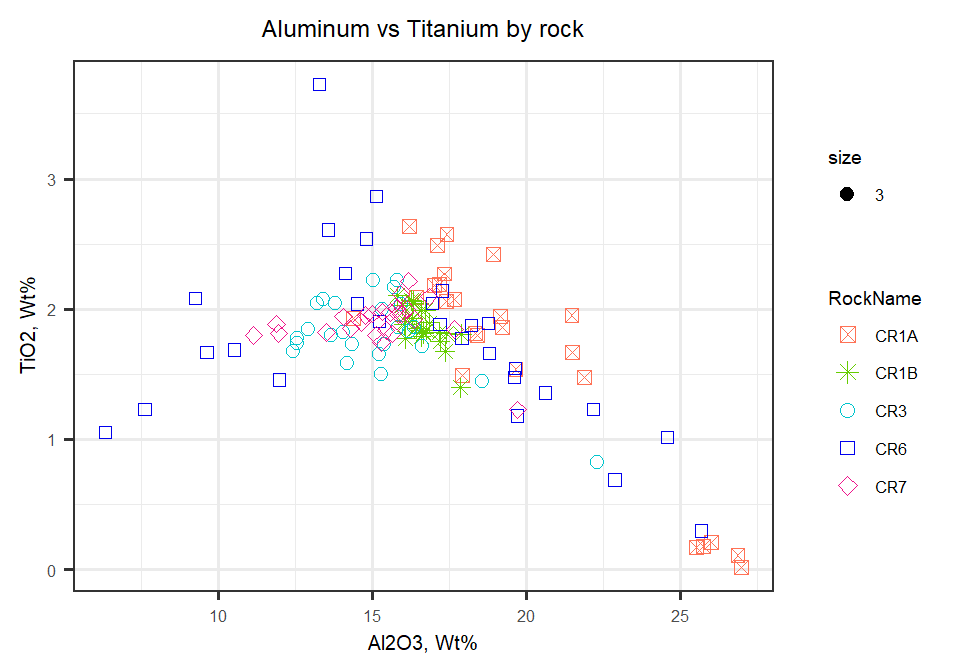 Aluminum vs Titanium by rock
TiO2, Wt%
3
2
1
0
10 15 20 25
Al2O3, Wt%
size
3
RockName
CR1A
CR1B
CR3
CR6
CR7